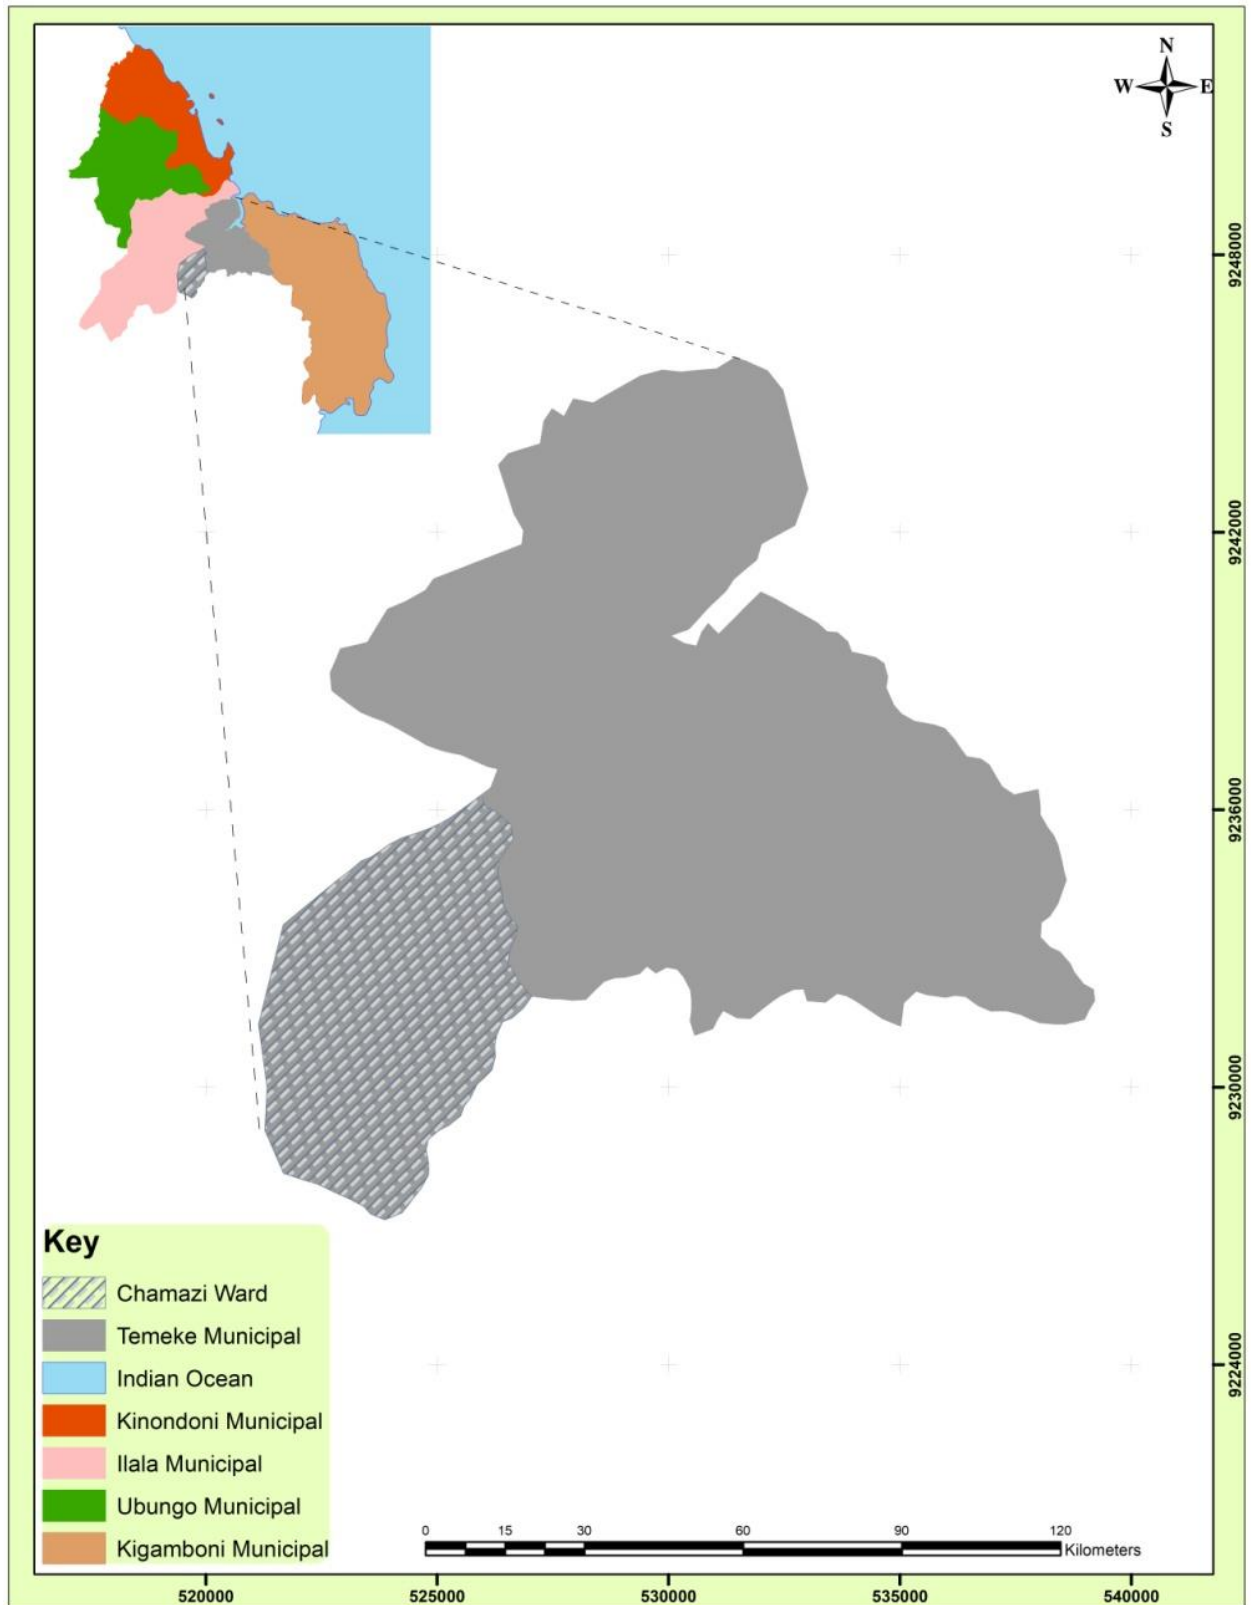 N
W E
S
9248000
9242000
9236000
9230000
9224000
Key
Chamazi Ward
Temeke Municipal
Indian Ocean
Kinondoni Municipal
Ilala Municipal
Ubungo Municipal
Kigamboni Municipal
0 15 30 60 90 120
Kilometers
520000 525000 530000 535000 540000